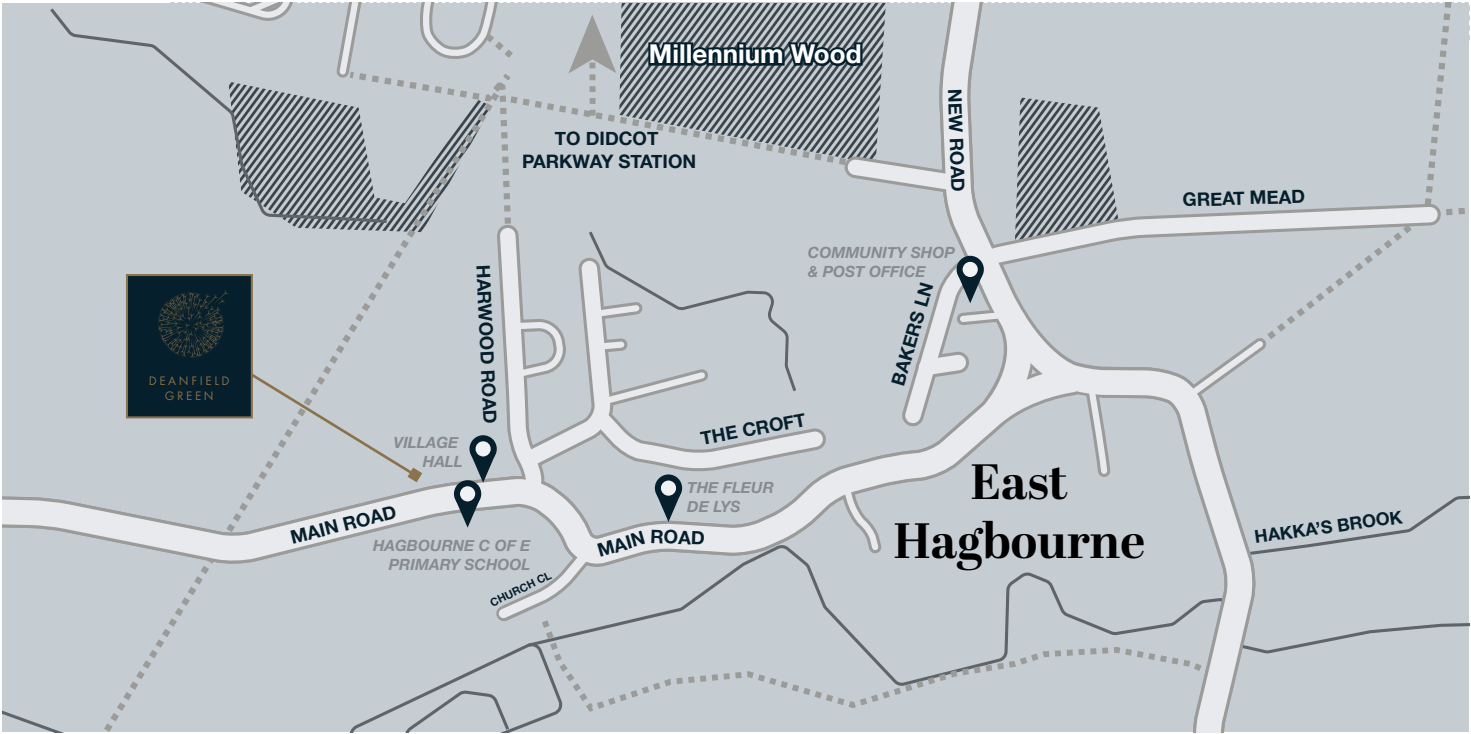 Millennium Wood
TO DIDCOT
PARKWAY STATION
NEW ROAD
GREAT MEAD
COMMUNITY SHOP
& POST OFFICE
BAKERS LN
HARWOOD ROAD
DEANFIELD
GREEN
THE CROFT
VILLAGE
HALL
THE FLEUR
DE LYS
East
Hagbourne
MAIN ROAD
MAIN ROAD
HAKKA'S BROOK
HAGBOURNE C OF E
PRIMARY SCHOOL
CHURCH CL